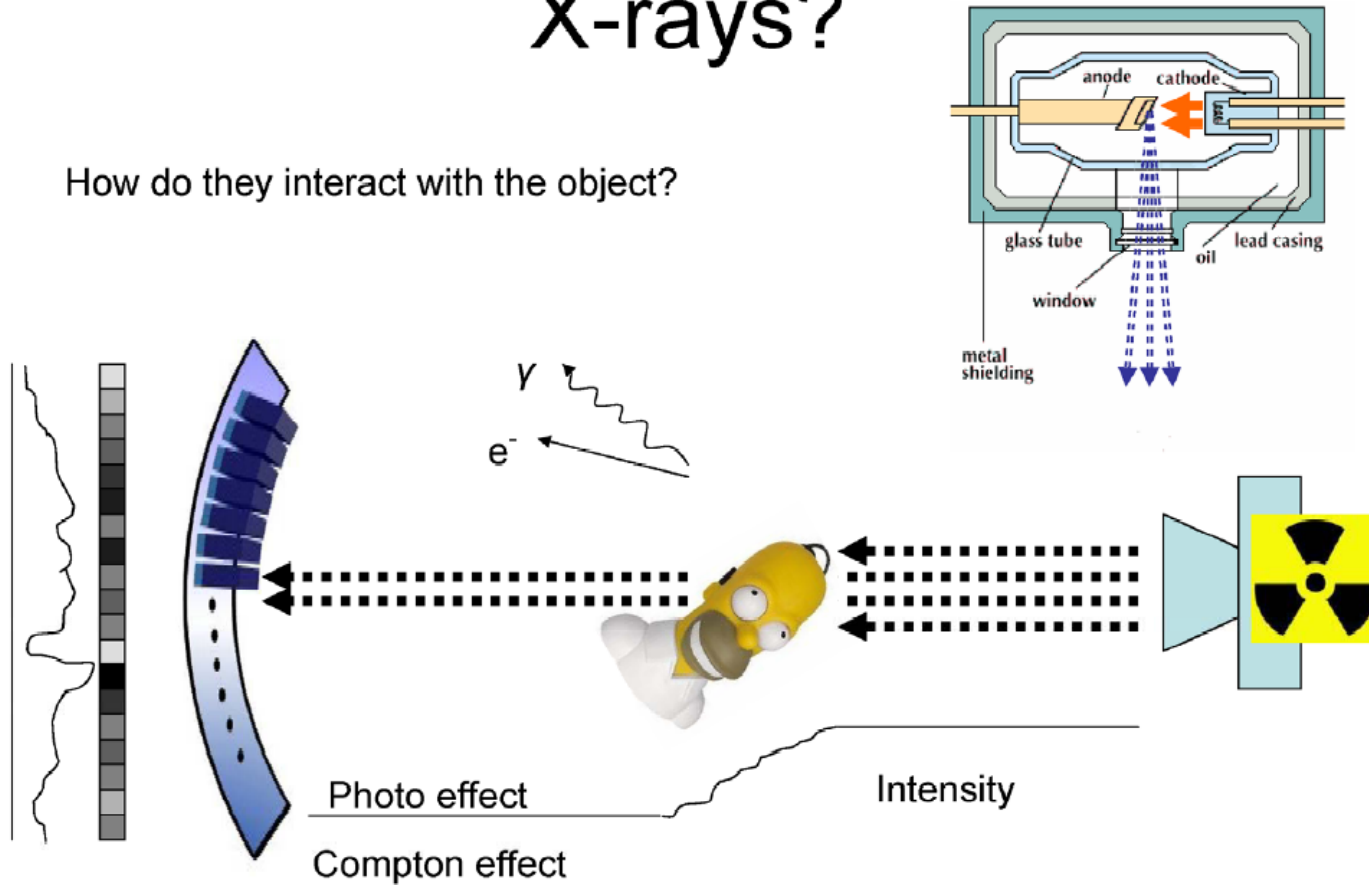 X-rays?
How do they interact with the object?
anode
cathode
glass tube
oil
lead casing
window
metal
shielding
γ
e-
Photo effect
Intensity
Compton effect